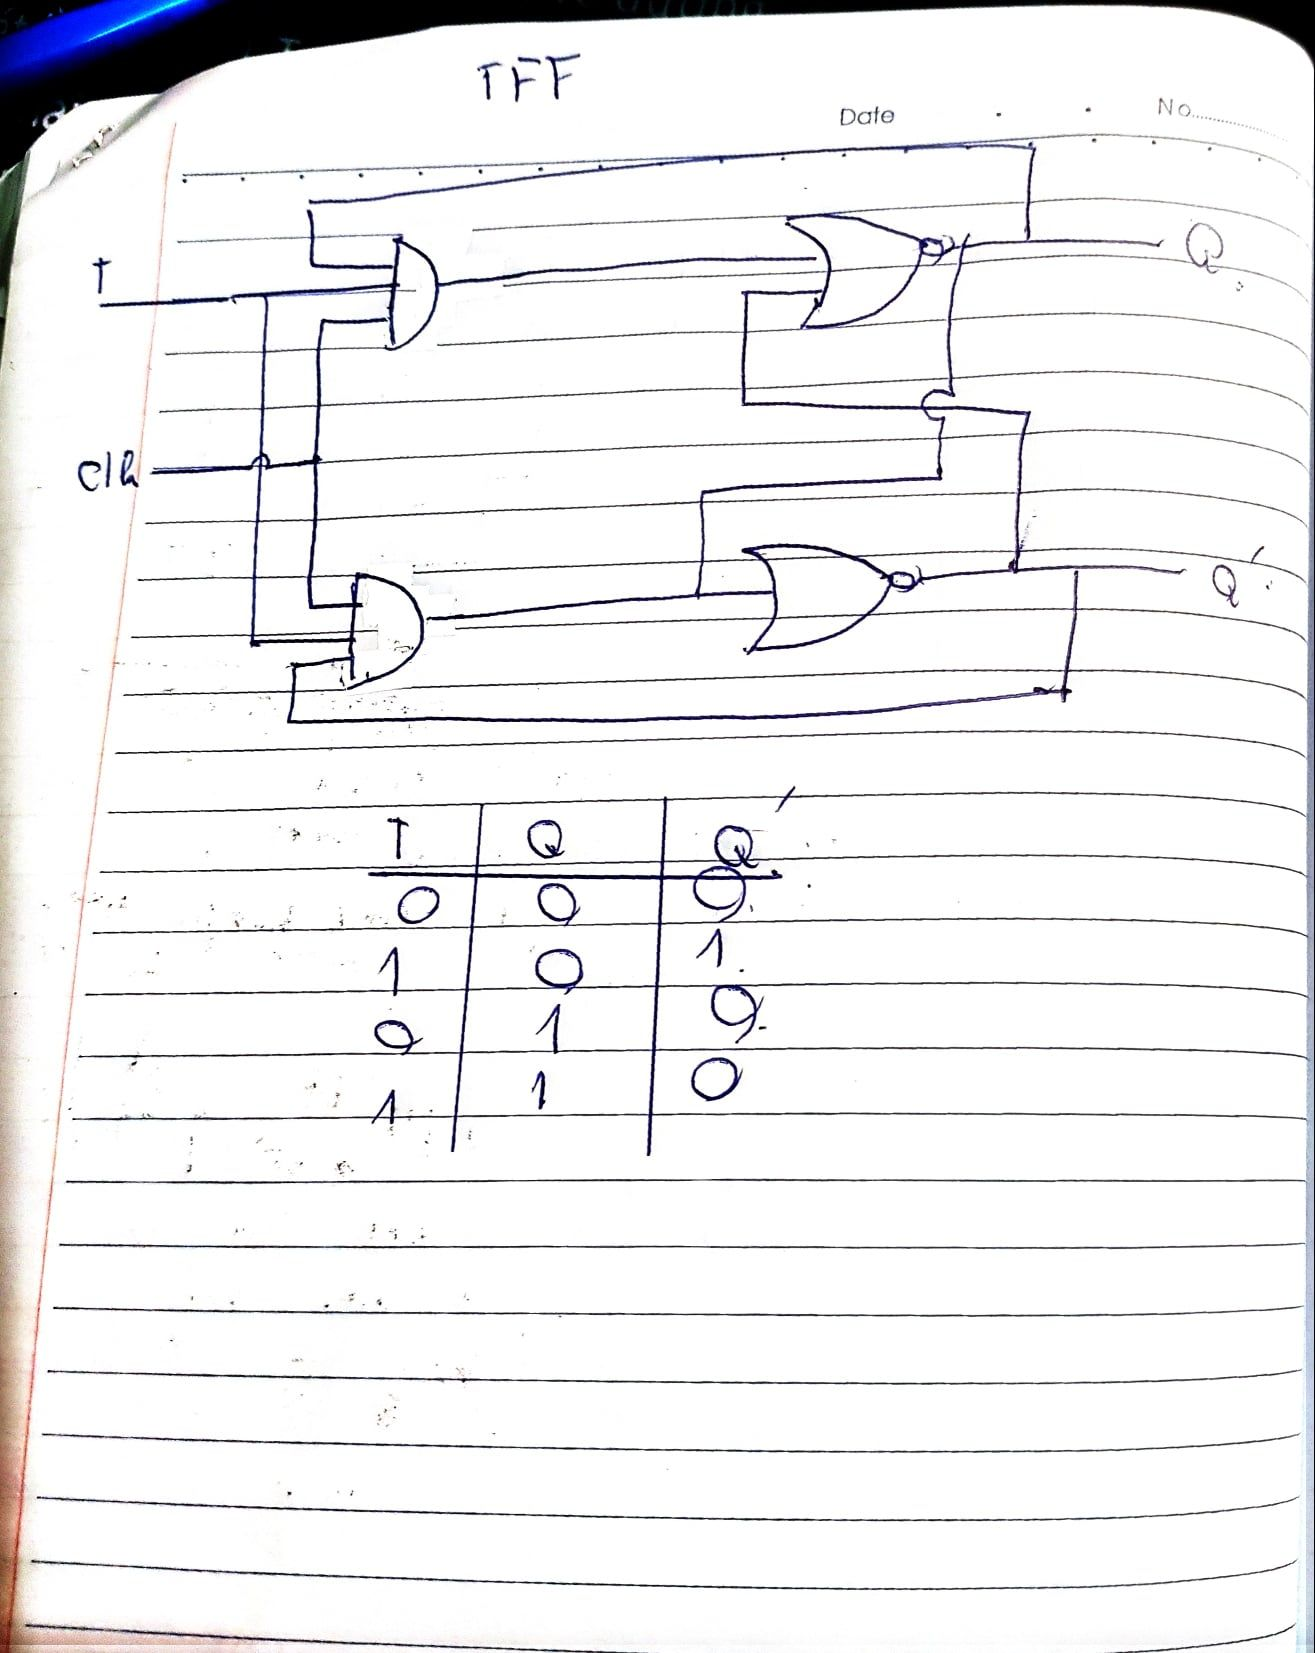 TFF
Date No
T
Q
Clk
Q'
T Q Q'
0 0 0
1 0 1
0 1 0
1 1 0